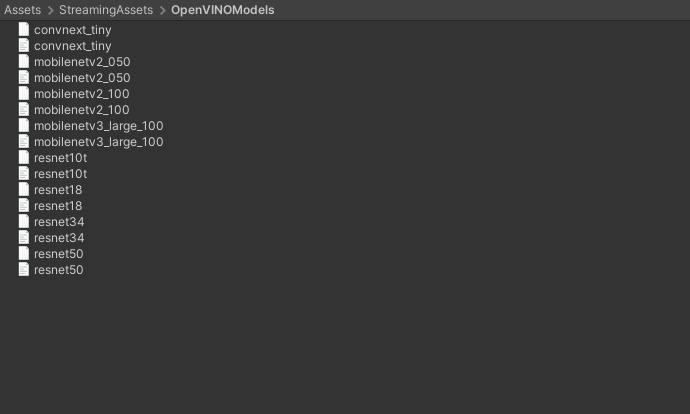 Assets > StreamingAssets > OpenVINOModels
convnext_tiny
convnext_tiny
mobilenetv2_050
mobilenetv2_050
mobilenetv2_100
mobilenetv2_100
mobilenetv3_large_100
mobilenetv3_large_100
resnet10t
resnet10t
resnet18
resnet18
resnet34
resnet34
resnet50
resnet50